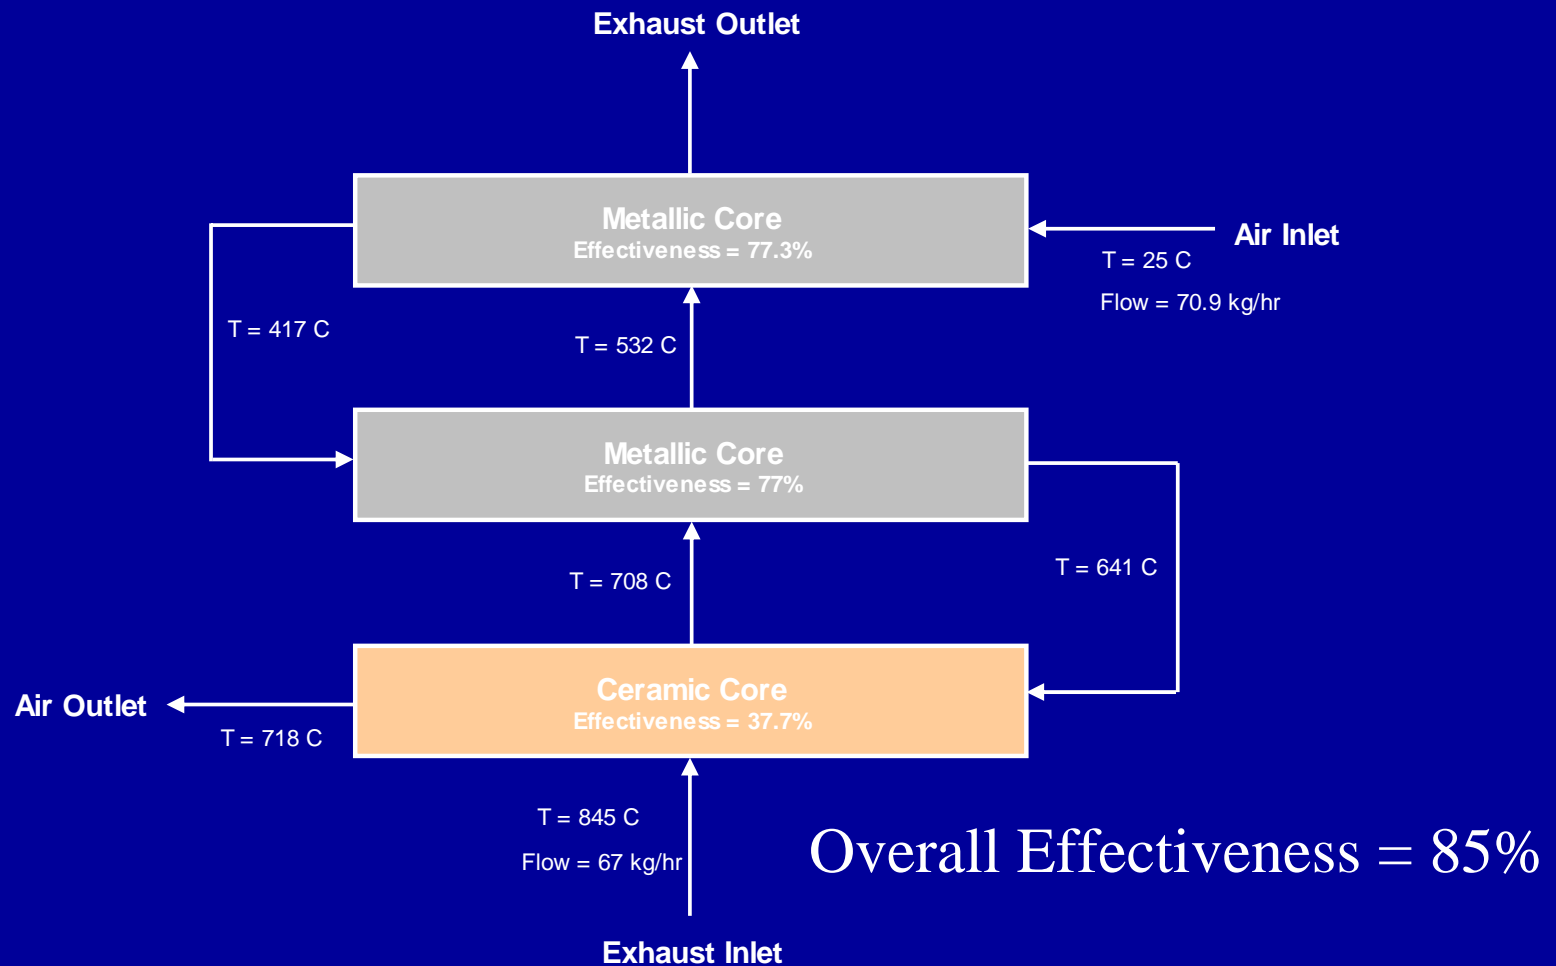 Exhaust Outlet
Metallic Core
Effectiveness = 77.3%
Air Inlet
T = 25 C
Flow = 70.9 kg/hr
T = 417 C
T = 532 C
Metallic Core
Effectiveness = 77%
T = 708 C
T = 641 C
Ceramic Core
Effectiveness = 37.7%
Air Outlet
T = 718 C
T = 845 C
Flow = 67 kg/hr
Overall Effectiveness = 85%
Exhaust Inlet